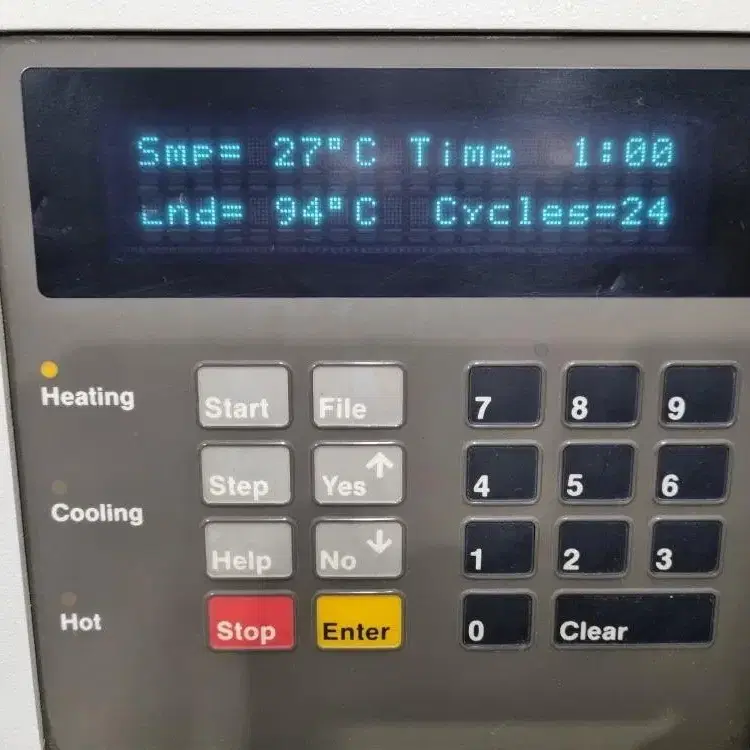 Smp= 27°C Time 1:00
End= 94°C Cycles=24
Heating
Start
File
7
8
9
Step
Yes ↑
4
5
6
Cooling
Help
No ↓
1
2
3
Hot
Stop
Enter
0
Clear